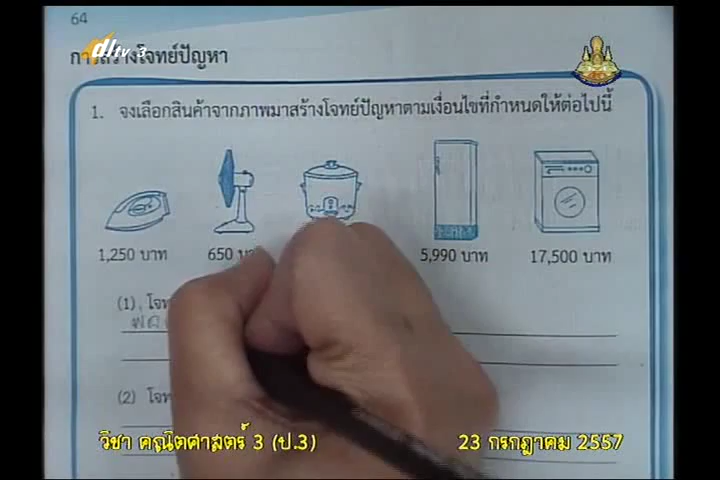 64
dltv.3
การสร้างโจทย์ปัญหา
1. จงเลือกสินค้าจากภาพมาสร้างโจทย์ปัญหาตามเงื่อนไขที่กำหนดให้ต่อไปนี้
1,250 บาท 650 5,990 บาท 17,500 บาท
(1)
(2)
วิชา คณิตศาสตร์ 3 (ป.3) 23 กรกฎาคม 2557